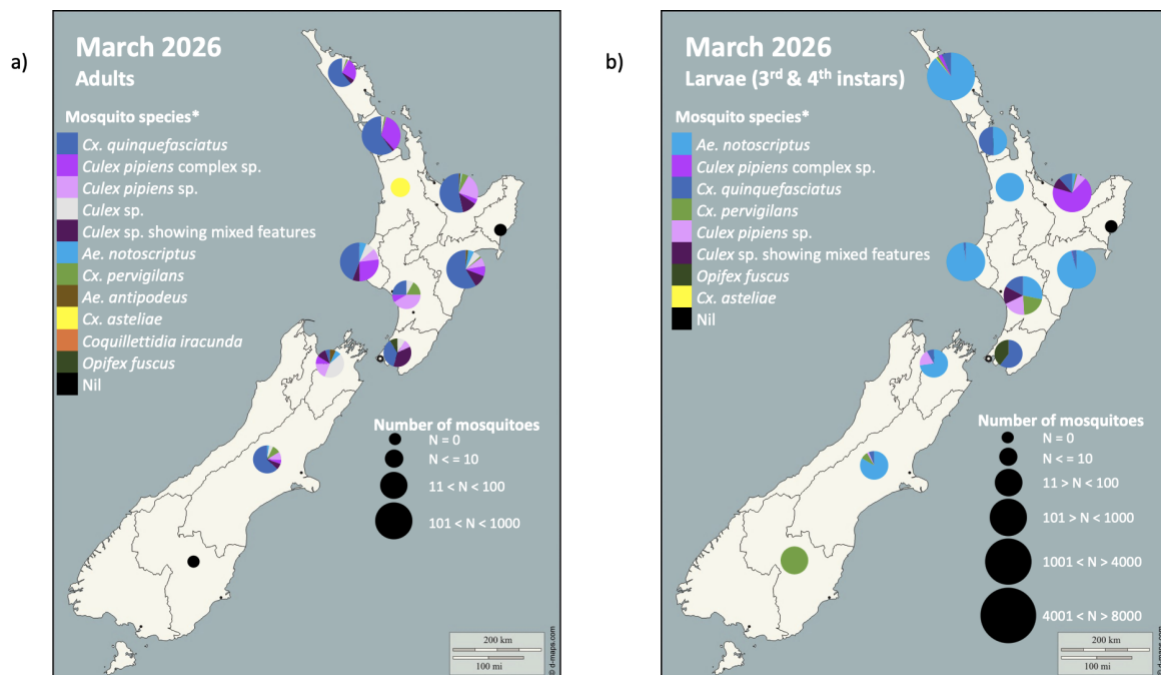 a)
March 2026
Adults
Mosquito species*
Cx. quinquefasciatus
Culex pipiens complex sp.
Culex pipiens sp.
Culex sp.
Culex sp. showing mixed features
Ae. notoscriptus
Cx. pervigilans
Ae. antipodeus
Cx. asteliae
Coquillettidia iracunda
Opifex fuscus
Nil
Number of mosquitoes
N = 0
N < = 10
11 < N < 100
101 < N < 1000
200 km
100 mi
© d-maps.com
b)
March 2026
Larvae (3rd & 4th instars)
Mosquito species*
Ae. notoscriptus
Culex pipiens complex sp.
Cx. quinquefasciatus
Cx. pervigilans
Culex pipiens sp.
Culex sp. showing mixed features
Opifex fuscus
Cx. asteliae
Nil
Number of mosquitoes
N = 0
N < = 10
11 > N < 100
101 > N < 1000
1001 < N > 4000
4001 < N > 8000
200 km
100 mi
© d-maps.com